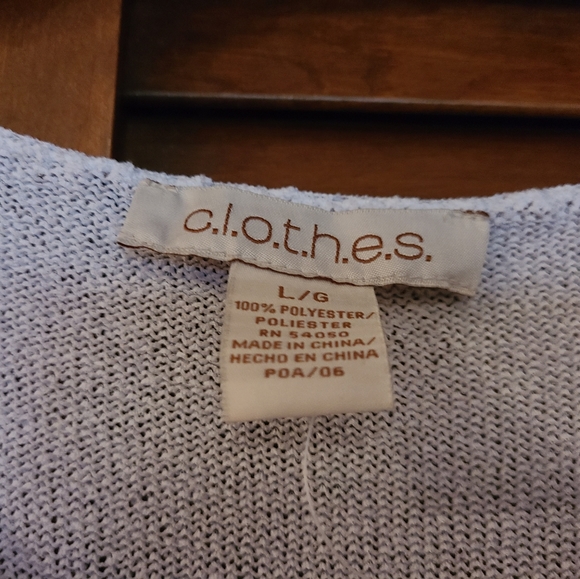 c.l.o.t.h.e.s.
L/G
100% POLYESTER/
POLIESTER
RN 54050
MADE IN CHINA/
HECHO EN CHINA
POA/06